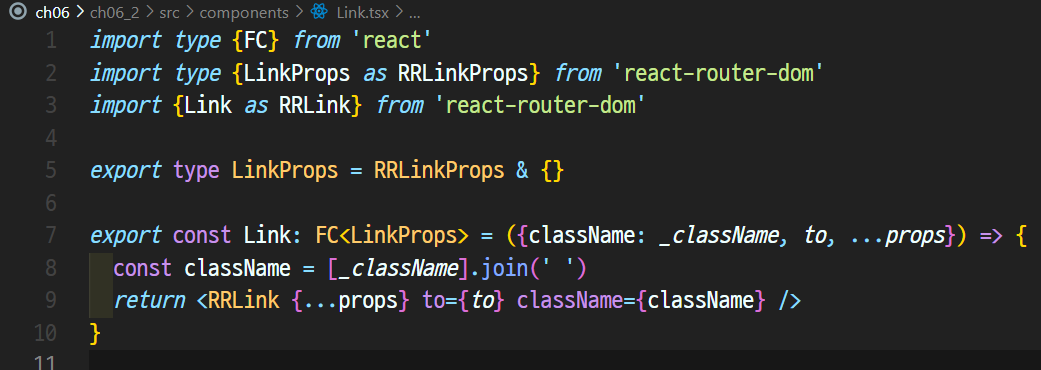 ch06 > ch06_2 > src > components > Link.tsx > ...
1 import type {FC} from 'react'
2 import type {LinkProps as RRLinkProps} from 'react-router-dom'
3 import {Link as RRLink} from 'react-router-dom'
4
5 export type LinkProps = RRLinkProps & {}
6
7 export const Link: FC<LinkProps> = ({className: _className, to, ...props}) => {
8   const className = [_className].join(' ')
9   return <RRLink {...props} to={to} className={className} />
10 }
11